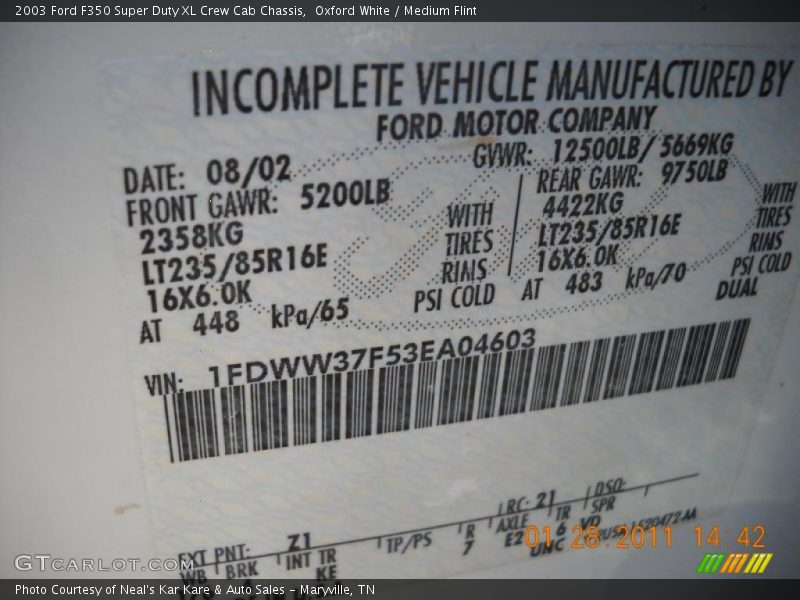 2003 Ford F350 Super Duty XL Crew Cab Chassis,  Oxford White / Medium Flint
INCOMPLETE VEHICLE MANUFACTURED BY
FORD MOTOR COMPANY
DATE: 08/02 GVWR: 12500LB/ 5669KG
FRONT GAWR: 5200LB REAR GAWR: 9750LB
2358KG WITH 4422KG WITH
LT235/85R16E TIRES LT235/85R16E TIRES
16X6.0K RIMS 16X6.0K RIMS
AT 448 kPa/65 PSI COLD AT 483 kPa/70 PSI COLD
DUAL
VIN: 1FDWW37F53EA04603
EXT PNT: Z1 RC: 21 DSO:
WB BRK INT TR TP/PS R AXLE TR SPR
KE 7 E2 6 VD
UNC
01 28 2011 14:42
GTCARLOT.COM
Photo Courtesy of Neal's Kar Kare & Auto Sales – Maryville, TN